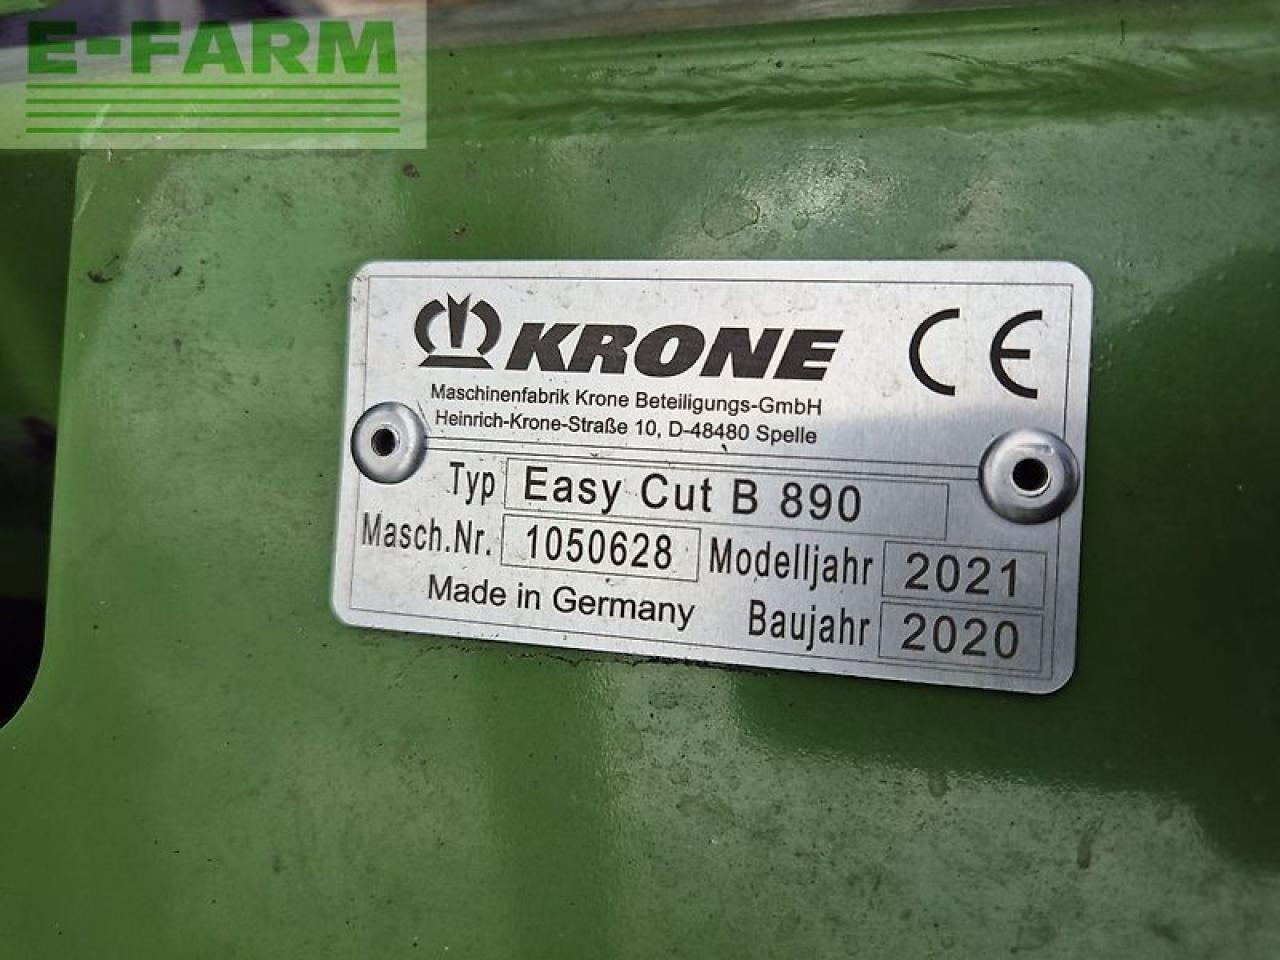 E-FARM
KRONE CE
Maschinenfabrik Krone Beteiligungs-GmbH
Heinrich-Krone-Straße 10, D-48480 Spelle
Typ Easy Cut B 890
Masch.Nr. 1050628 Modelljahr 2021
Made in Germany Baujahr 2020